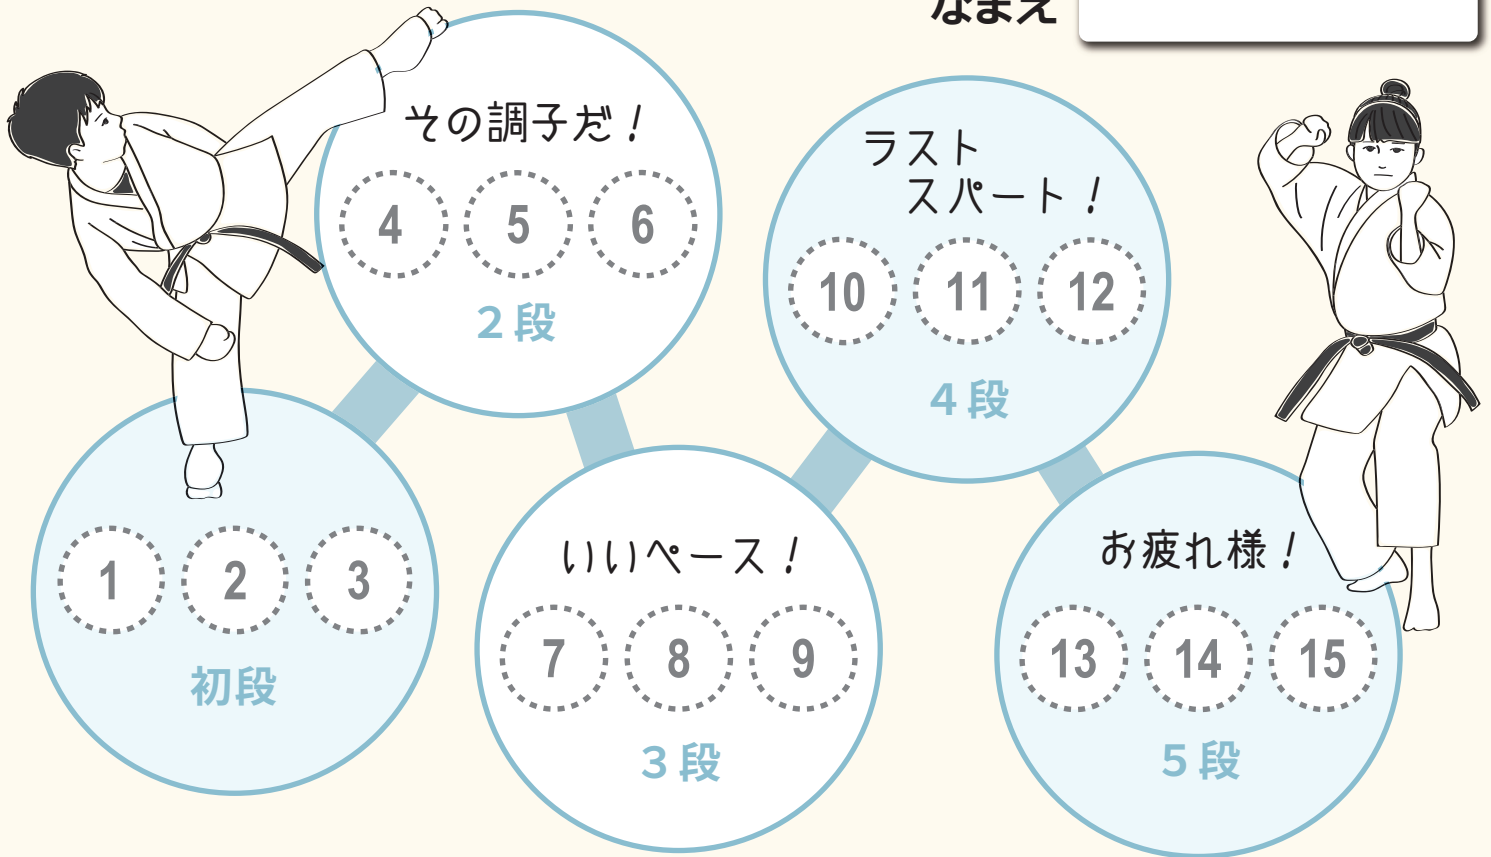 なまえ
その調子だ！
4 5 6
２段
ラスト
スパート！
10 11 12
４段
1 2 3
初段
いいペース！
7 8 9
３段
お疲れ様！
13 14 15
５段